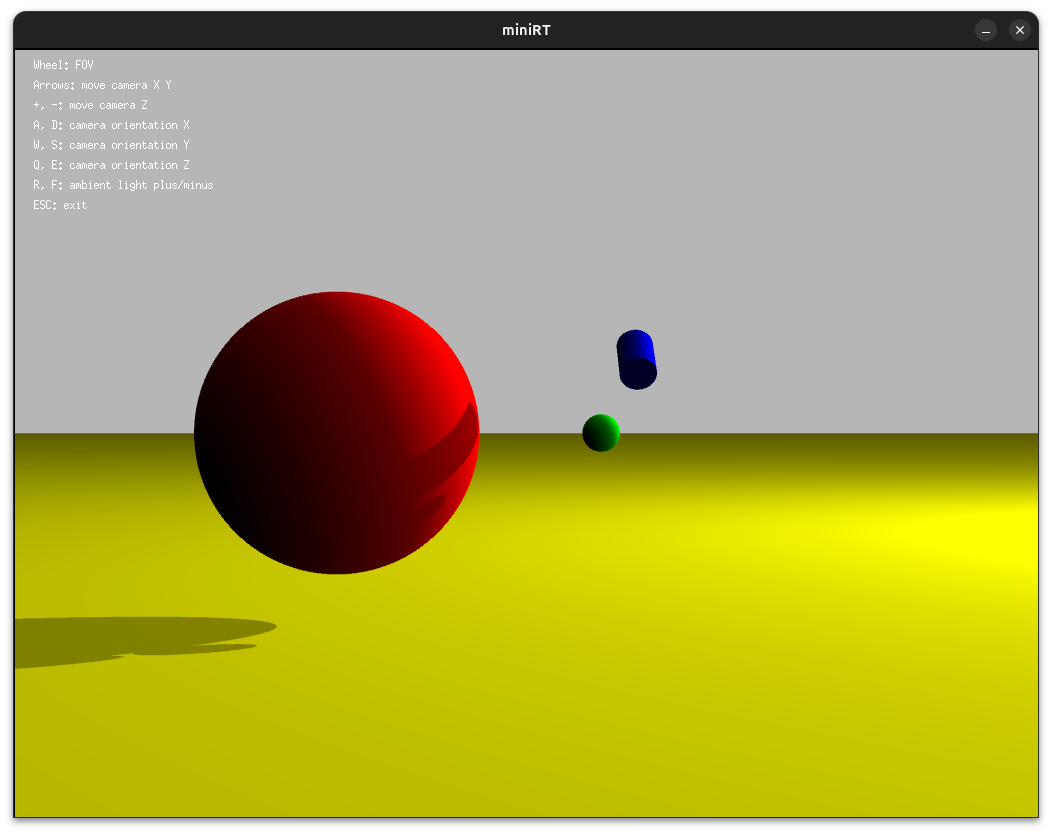 miniRT
Wheel: FOV
Arrows: move camera X Y
+, -: move camera Z
A, D: camera orientation X
W, S: camera orientation Y
Q, E: camera orientation Z
R, F: ambient light plus/minus
ESC: exit